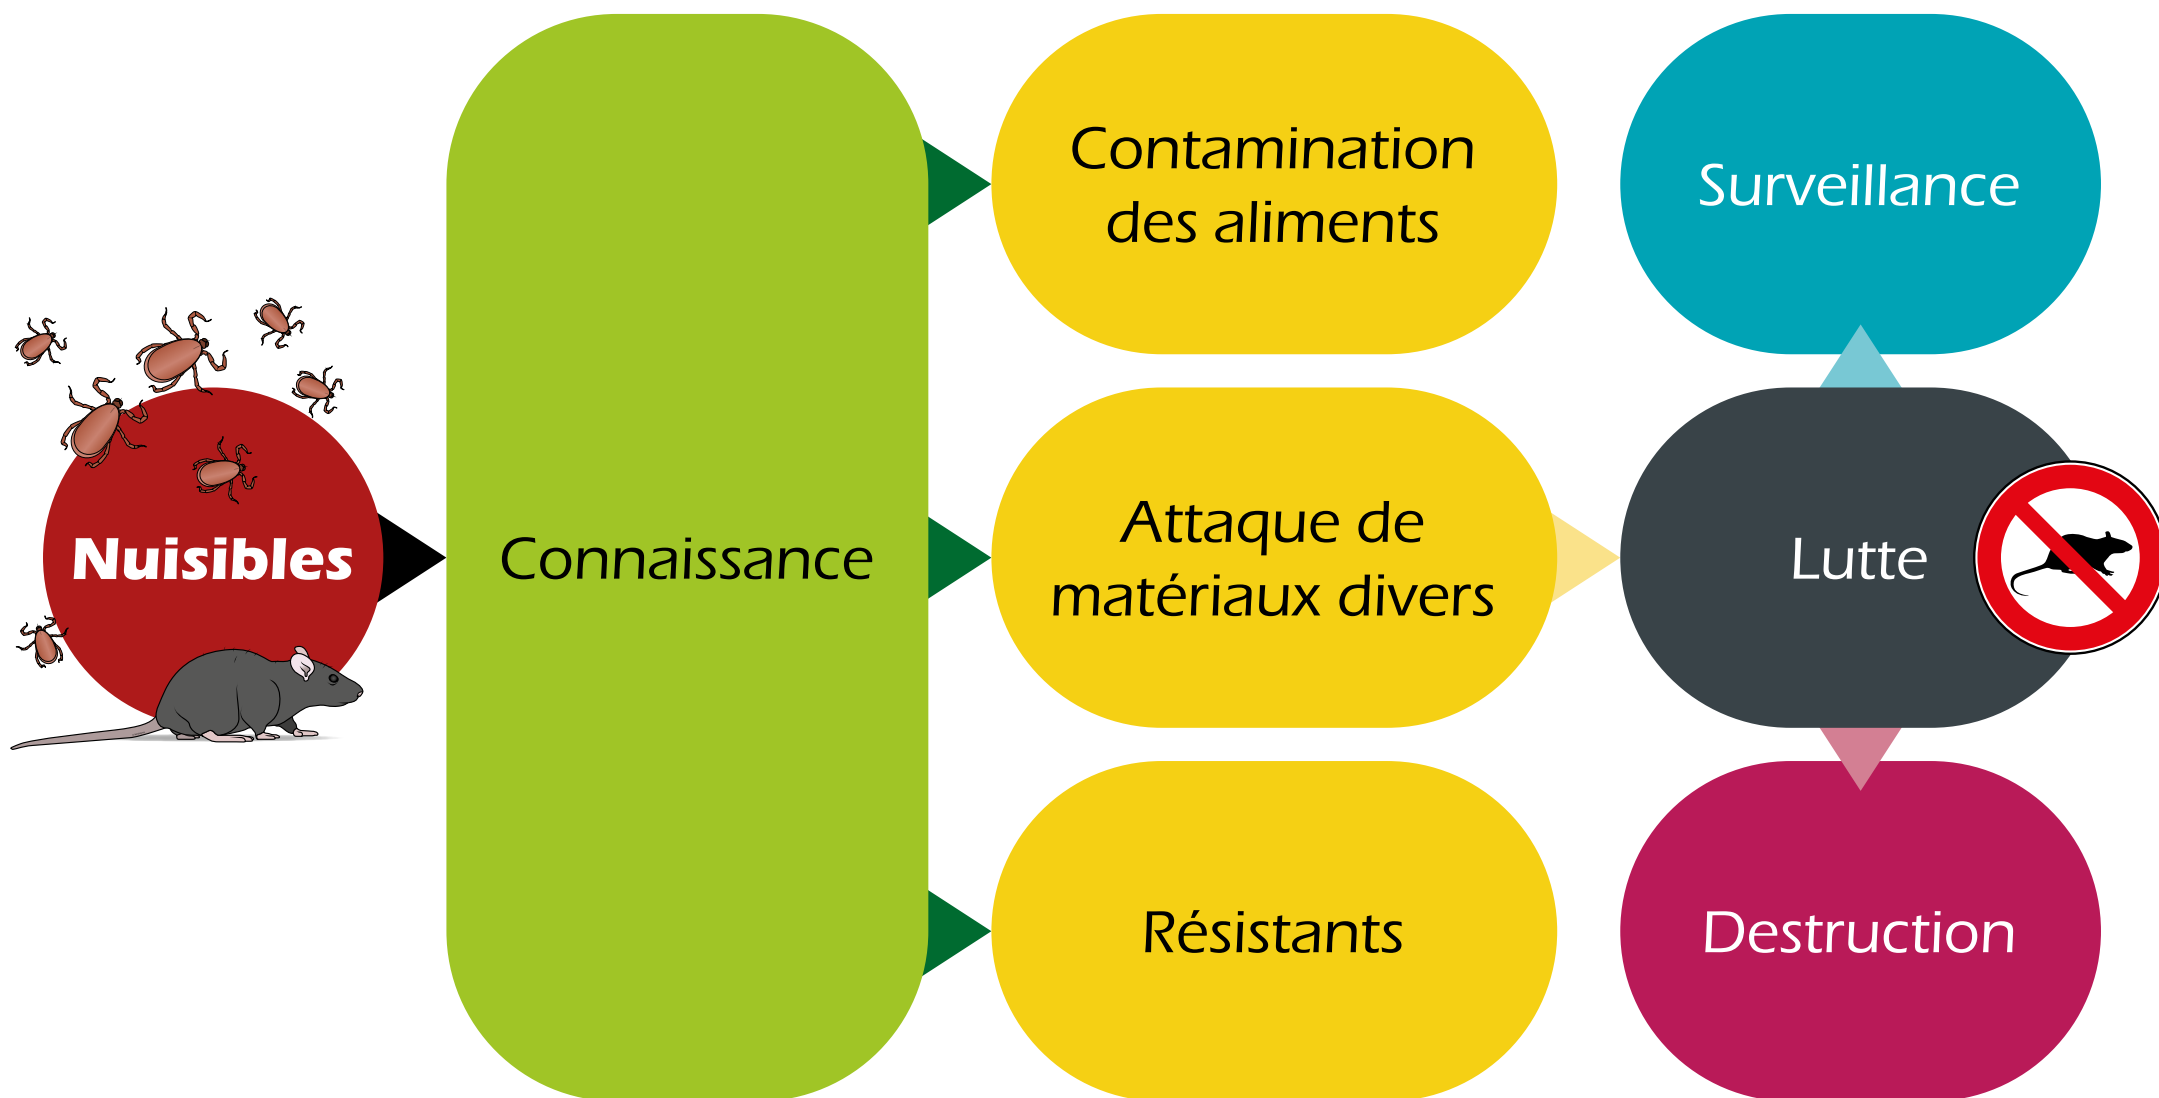 Nuisibles
Connaissance
Contamination
des aliments
Attaque de
matériaux divers
Résistants
Surveillance
Lutte
Destruction